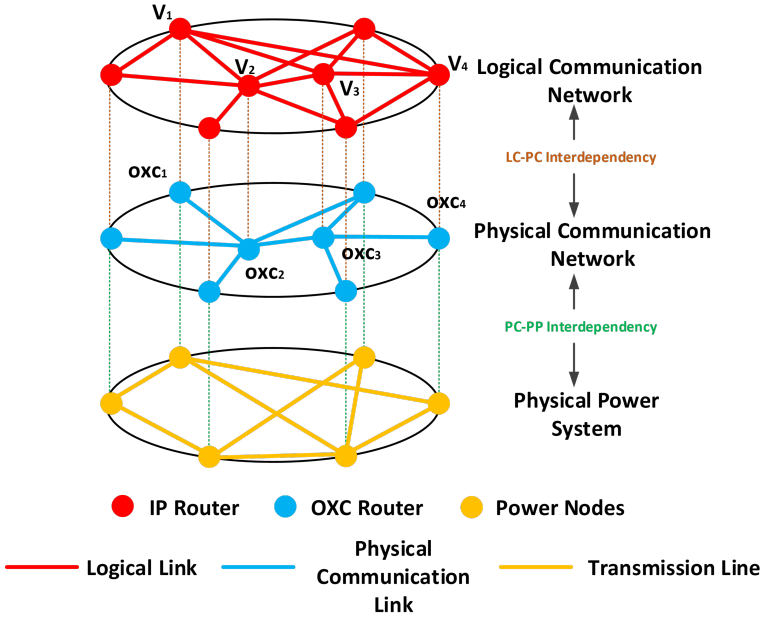 V1
V2
V3
V4
Logical Communication
Network
LC-PC Interdependency
OXC1
OXC4
OXC3
OXC2
Physical Communication
Network
PC-PP Interdependency
Physical Power
System
IP Router
OXC Router
Power Nodes
Logical Link
Physical
Communication
Link
Transmission Line